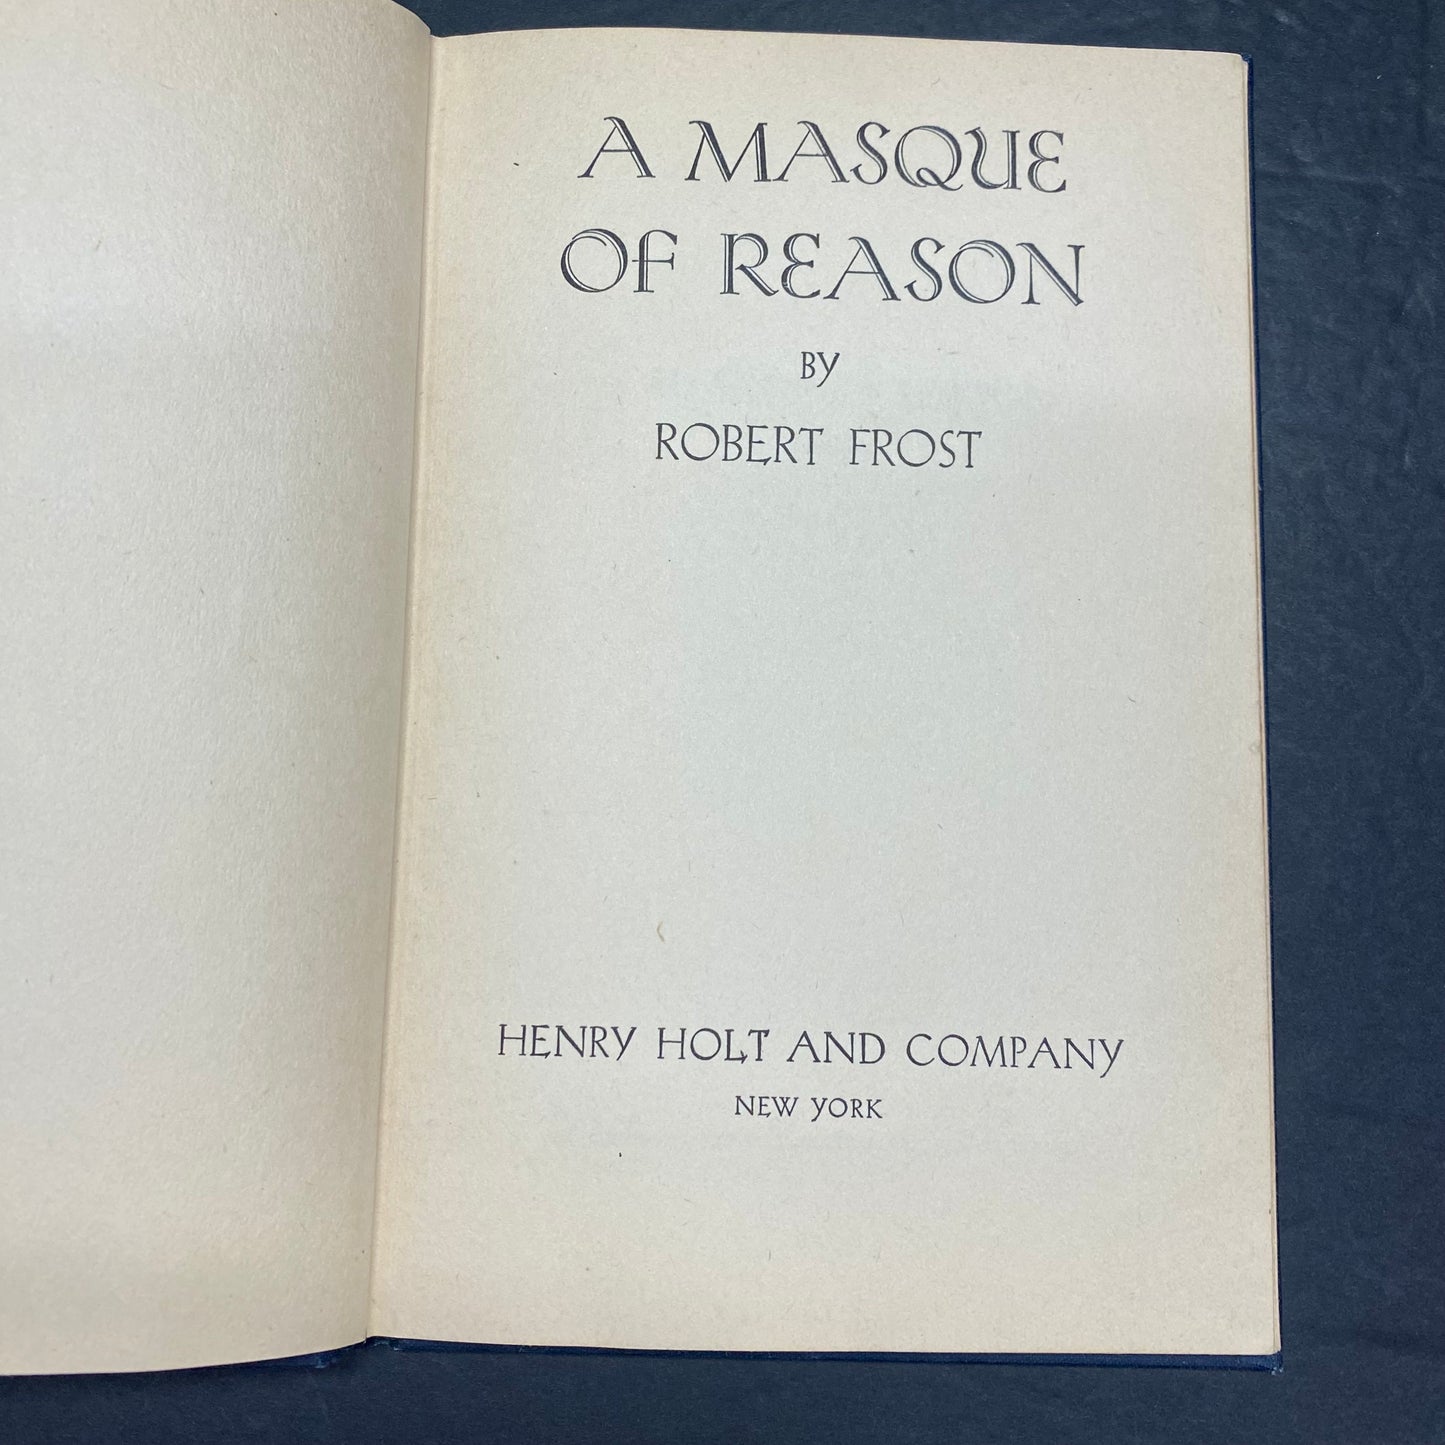 A MASQUE
OF REASON
BY
ROBERT FROST
HENRY HOLT AND COMPANY
NEW YORK